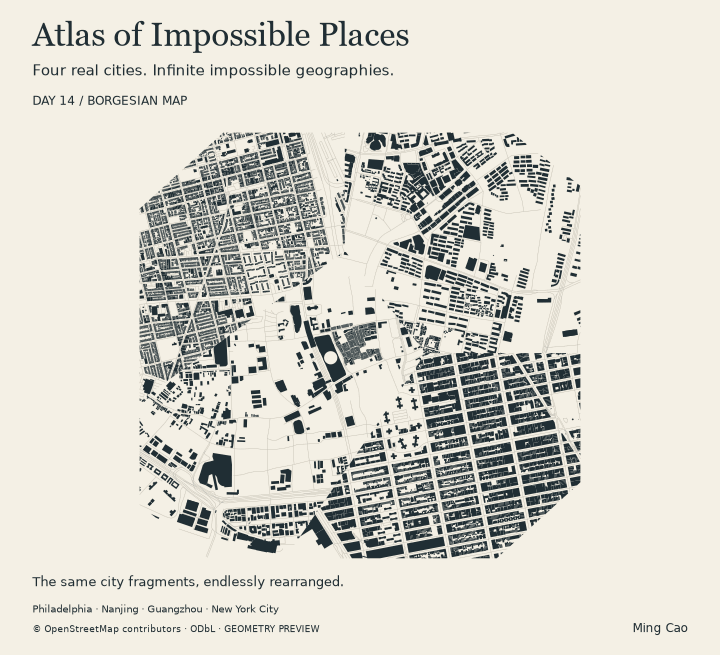 Atlas of Impossible Places
Four real cities. Infinite impossible geographies.
DAY 14 / BORGESIAN MAP
The same city fragments, endlessly rearranged.
Philadelphia · Nanjing · Guangzhou · New York City
© OpenStreetMap contributors · ODbL · GEOMETRY PREVIEW
Ming Cao